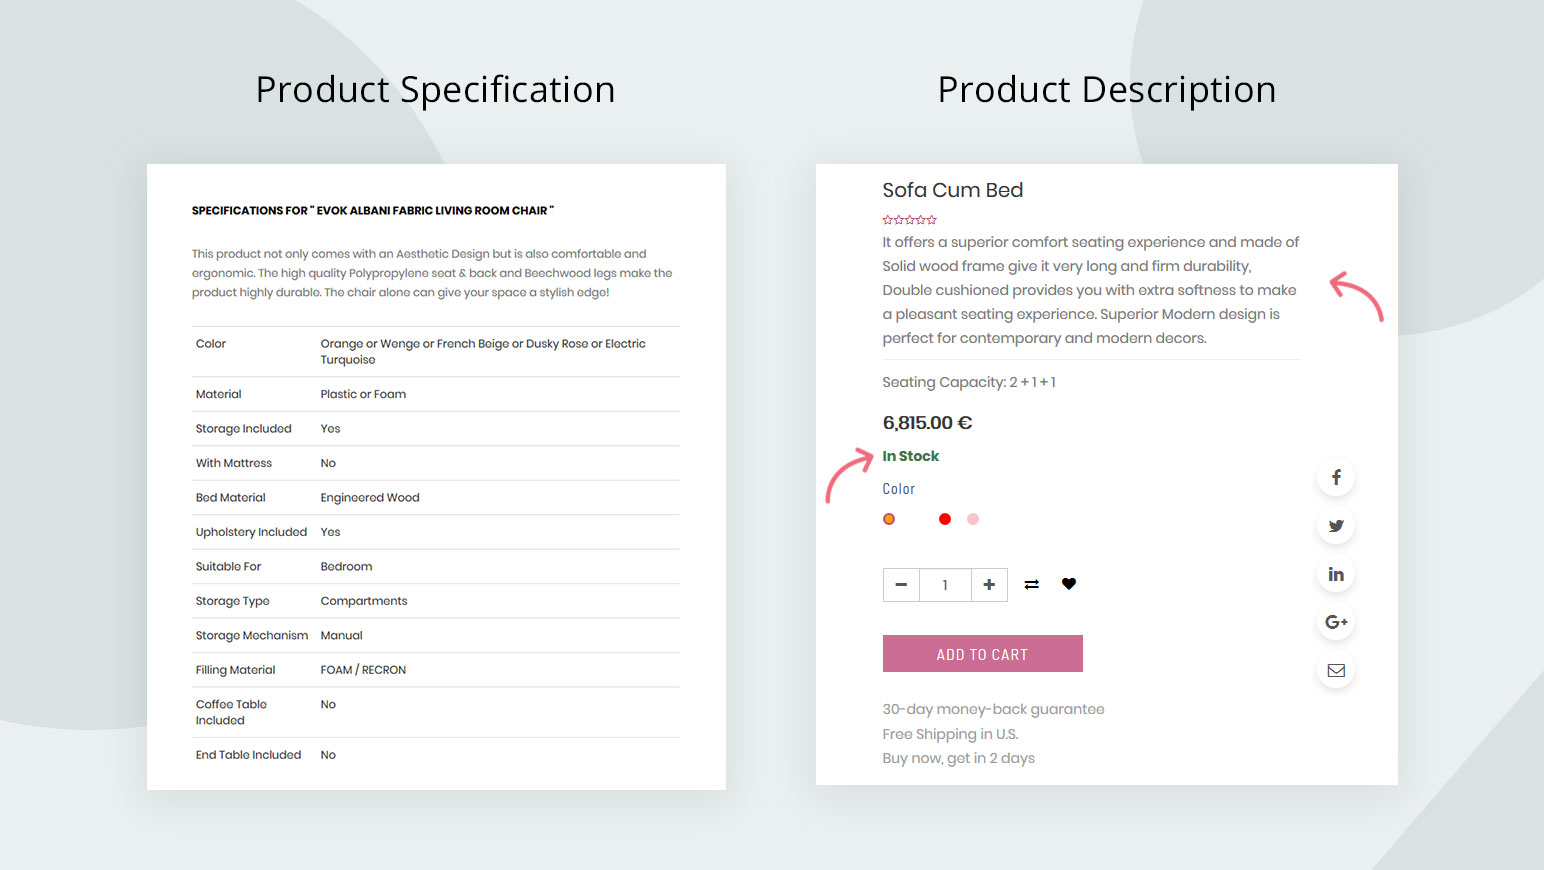 Product Specification
Product Description
SPECIFICATIONS FOR " EVOK ALBANI FABRIC LIVING ROOM CHAIR "
This product not only comes with an Aesthetic Design but is also comfortable and
ergonomic. The high quality Polypropylene seat & back and Beechwood legs make the
product highly durable. The chair alone can give your space a stylish edge!
Color Orange or Wenge or French Beige or Dusky Rose or Electric
Turquoise
Material Plastic or Foam
Storage Included Yes
With Mattress No
Bed Material Engineered Wood
Upholstery Included Yes
Suitable For Bedroom
Storage Type Compartments
Storage Mechanism Manual
Filling Material FOAM / RECRON
Coffee Table No
Included
End Table Included No
Sofa Cum Bed
It offers a superior comfort seating experience and made of
Solid wood frame give it very long and firm durability,
Double cushioned provides you with extra softness to make
a pleasant seating experience. Superior Modern design is
perfect for contemporary and modern decors.
Seating Capacity: 2 + 1 + 1
6,815.00 €
In Stock
Color
1
ADD TO CART
30-day money-back guarantee
Free Shipping in U.S.
Buy now, get in 2 days